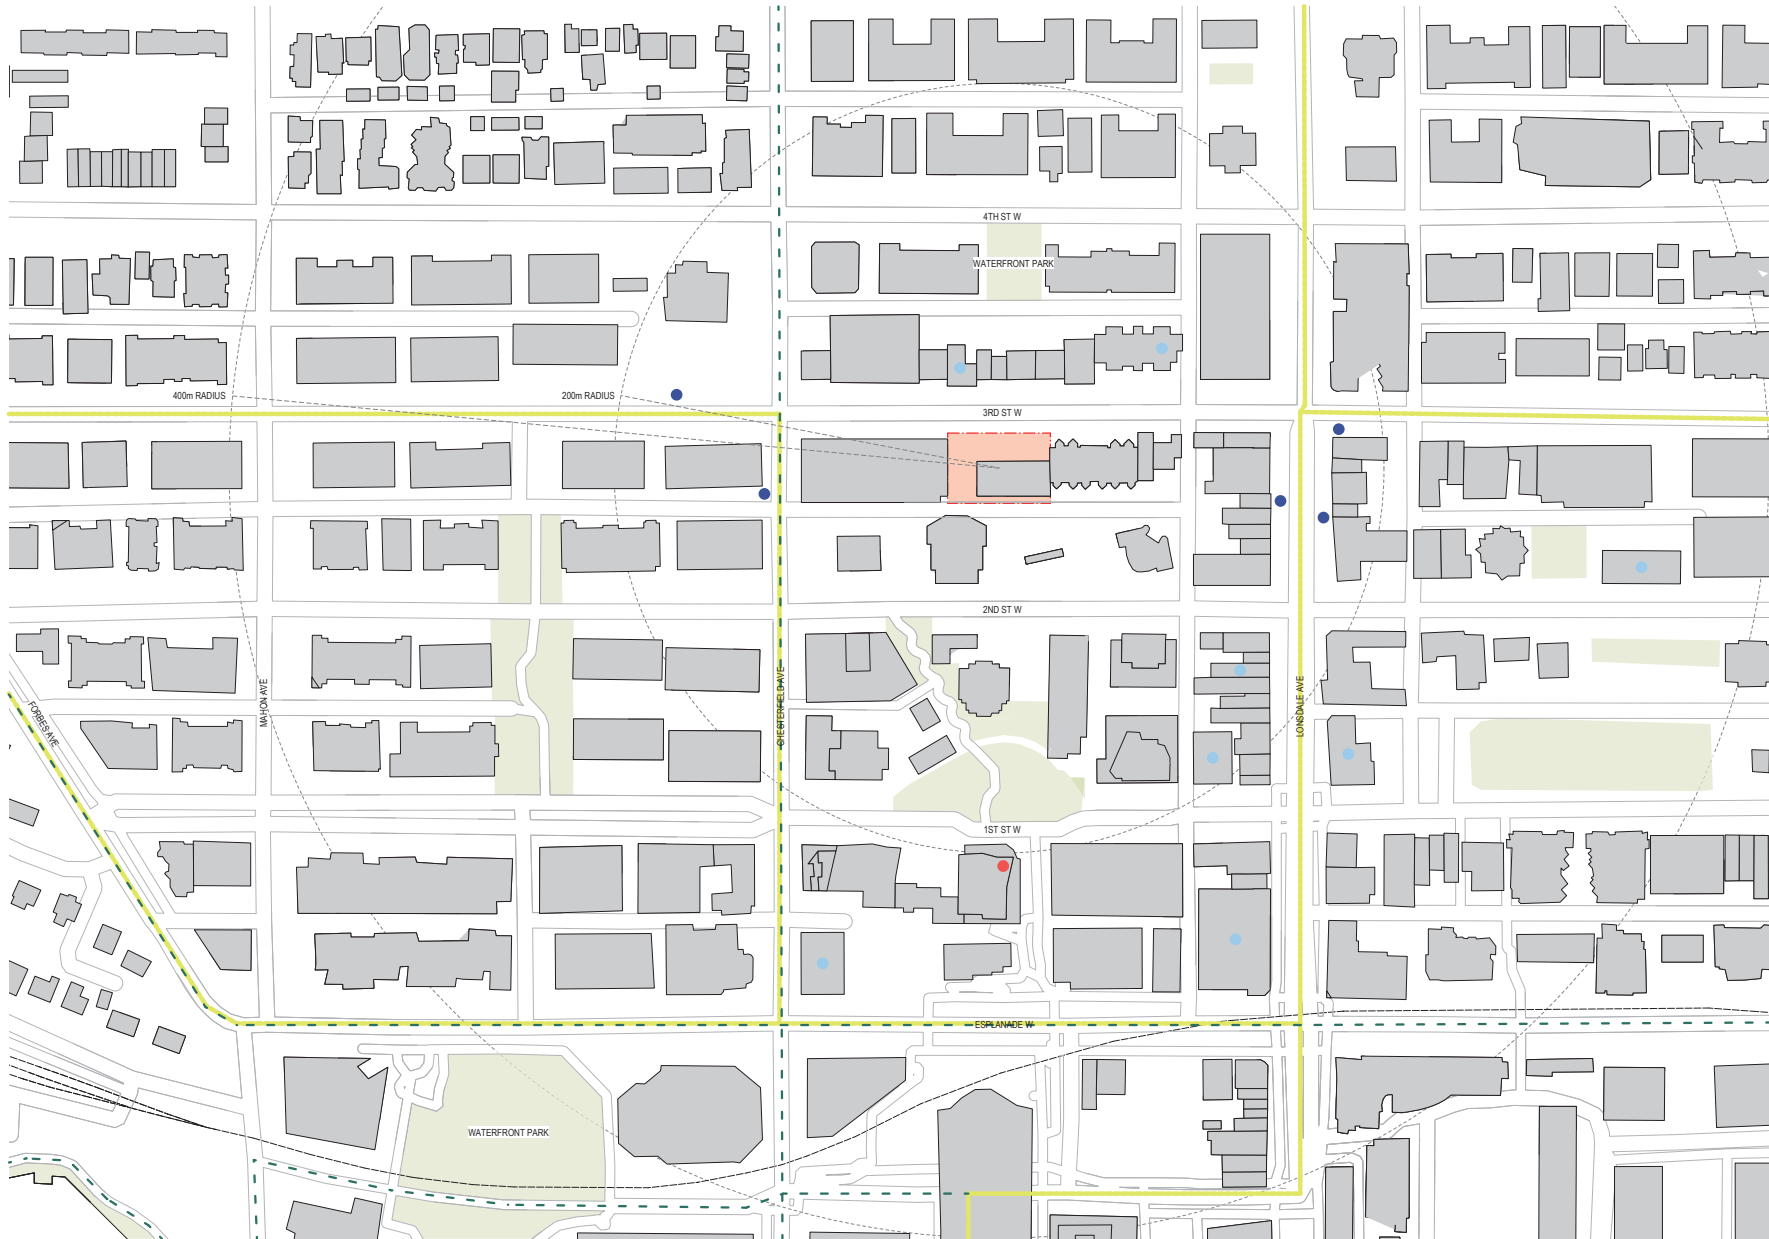 4TH ST W
WATERFRONT PARK
400m RADIUS
200m RADIUS
3RD ST W
2ND ST W
FORBES AVE
MAHON AVE
CHESTERFIELD AVE
LONSDALE AVE
1ST ST W
ESPLANADE W
WATERFRONT PARK